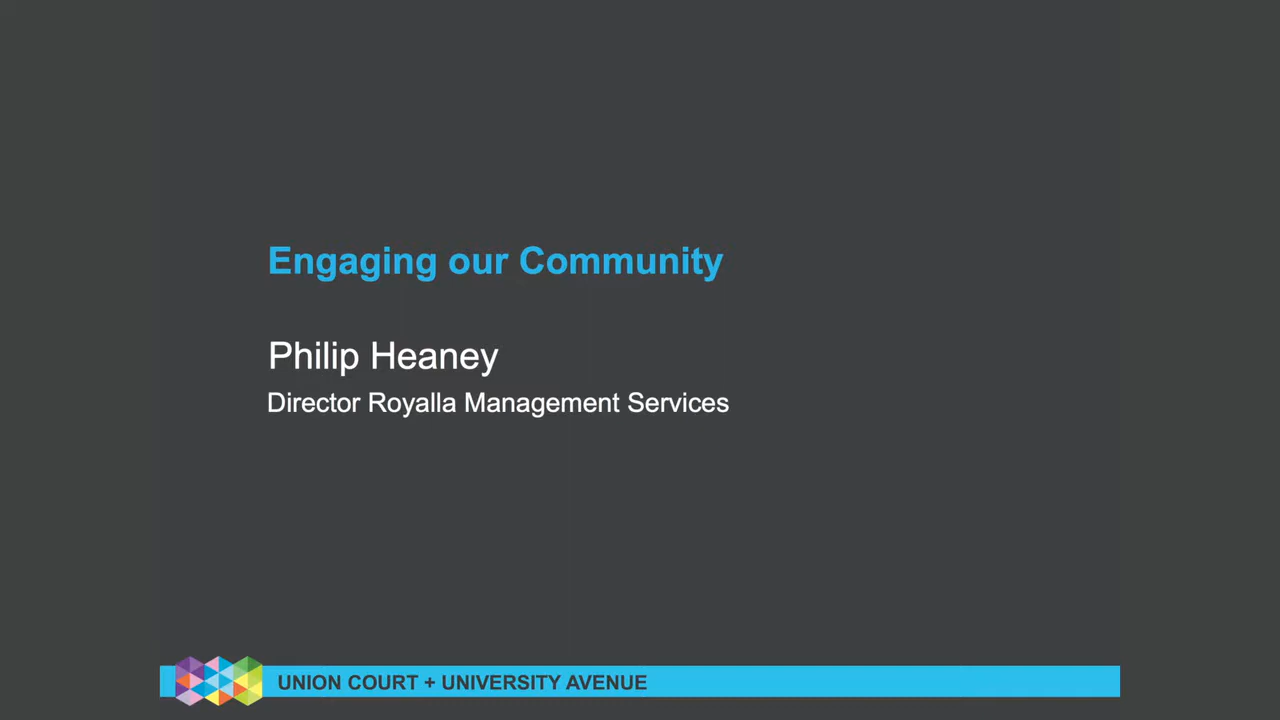 Engaging our Community
Philip Heaney
Director Royalla Management Services
UNION COURT + UNIVERSITY AVENUE